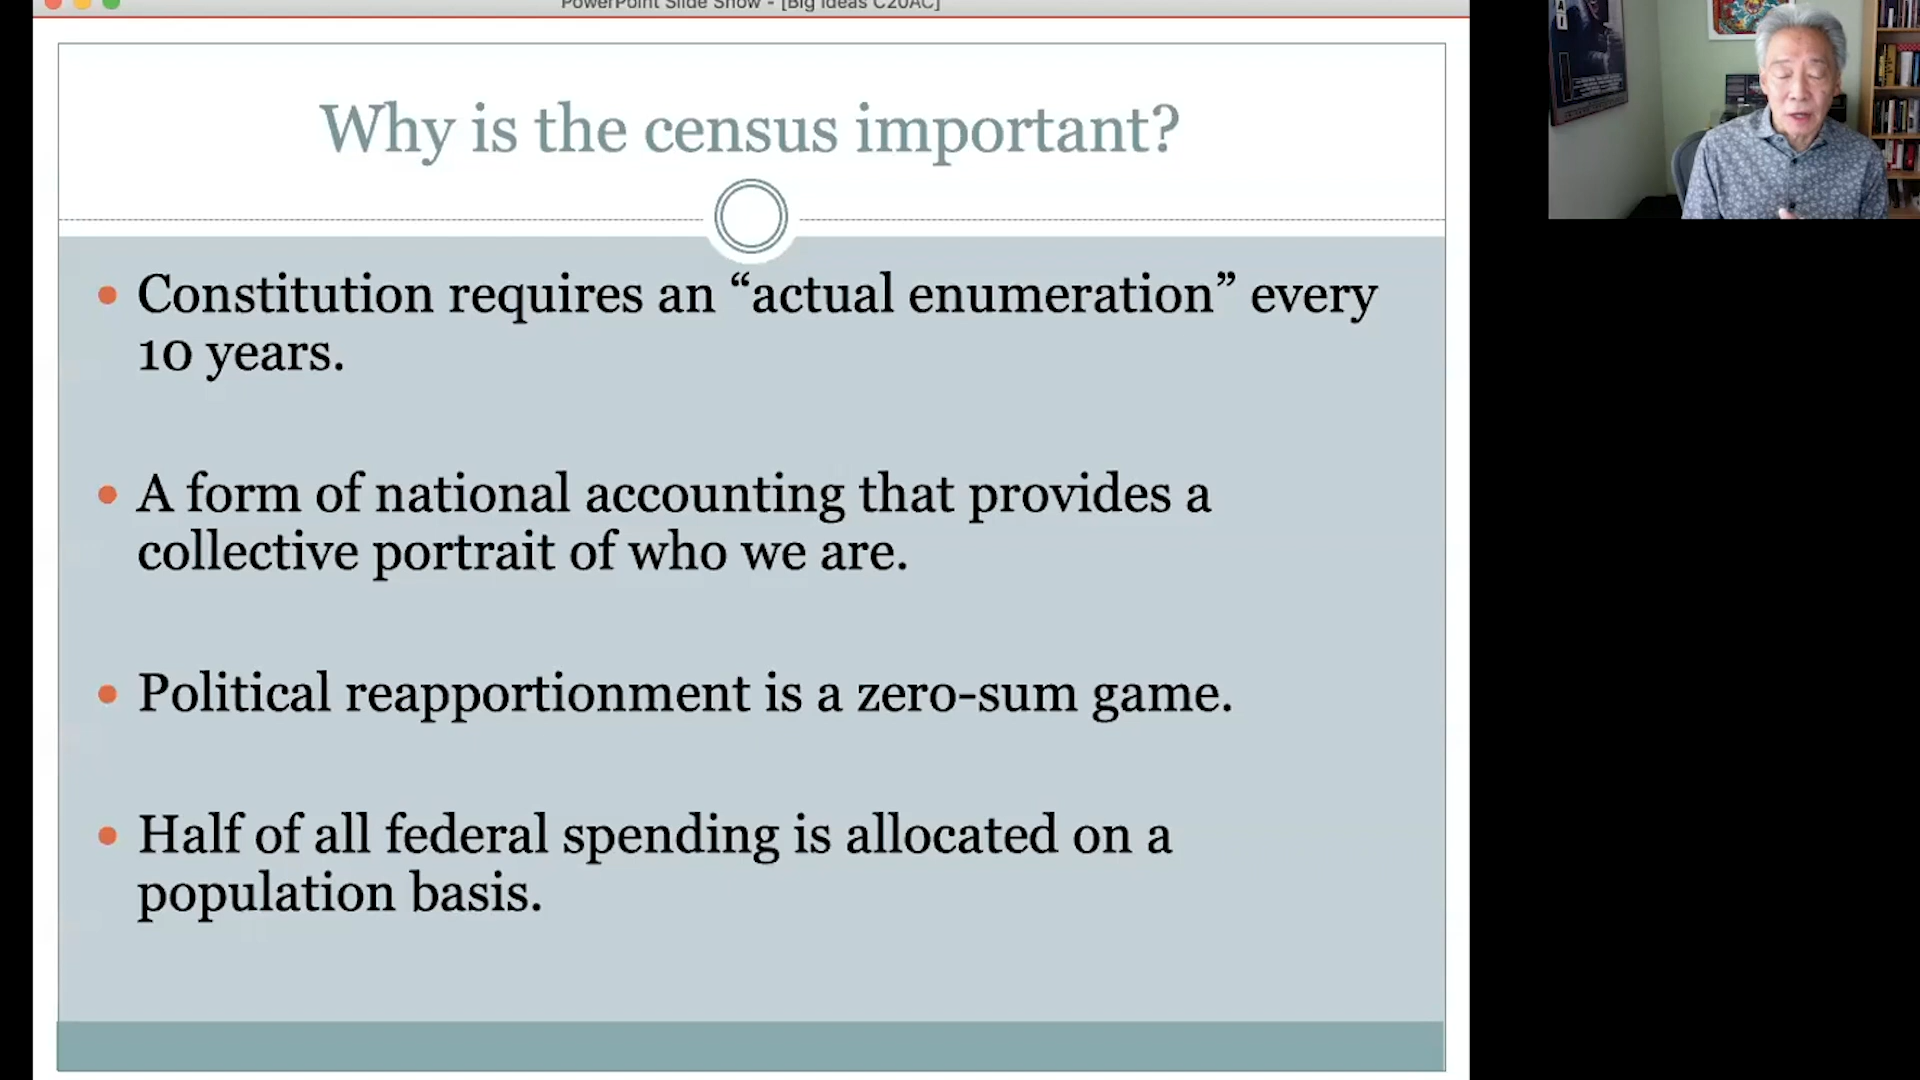 PowerPoint Slide Show - [Big Ideas C20AC]
Why is the census important?
Constitution requires an “actual enumeration” every
10 years.
A form of national accounting that provides a
collective portrait of who we are.
Political reapportionment is a zero-sum game.
Half of all federal spending is allocated on a
population basis.